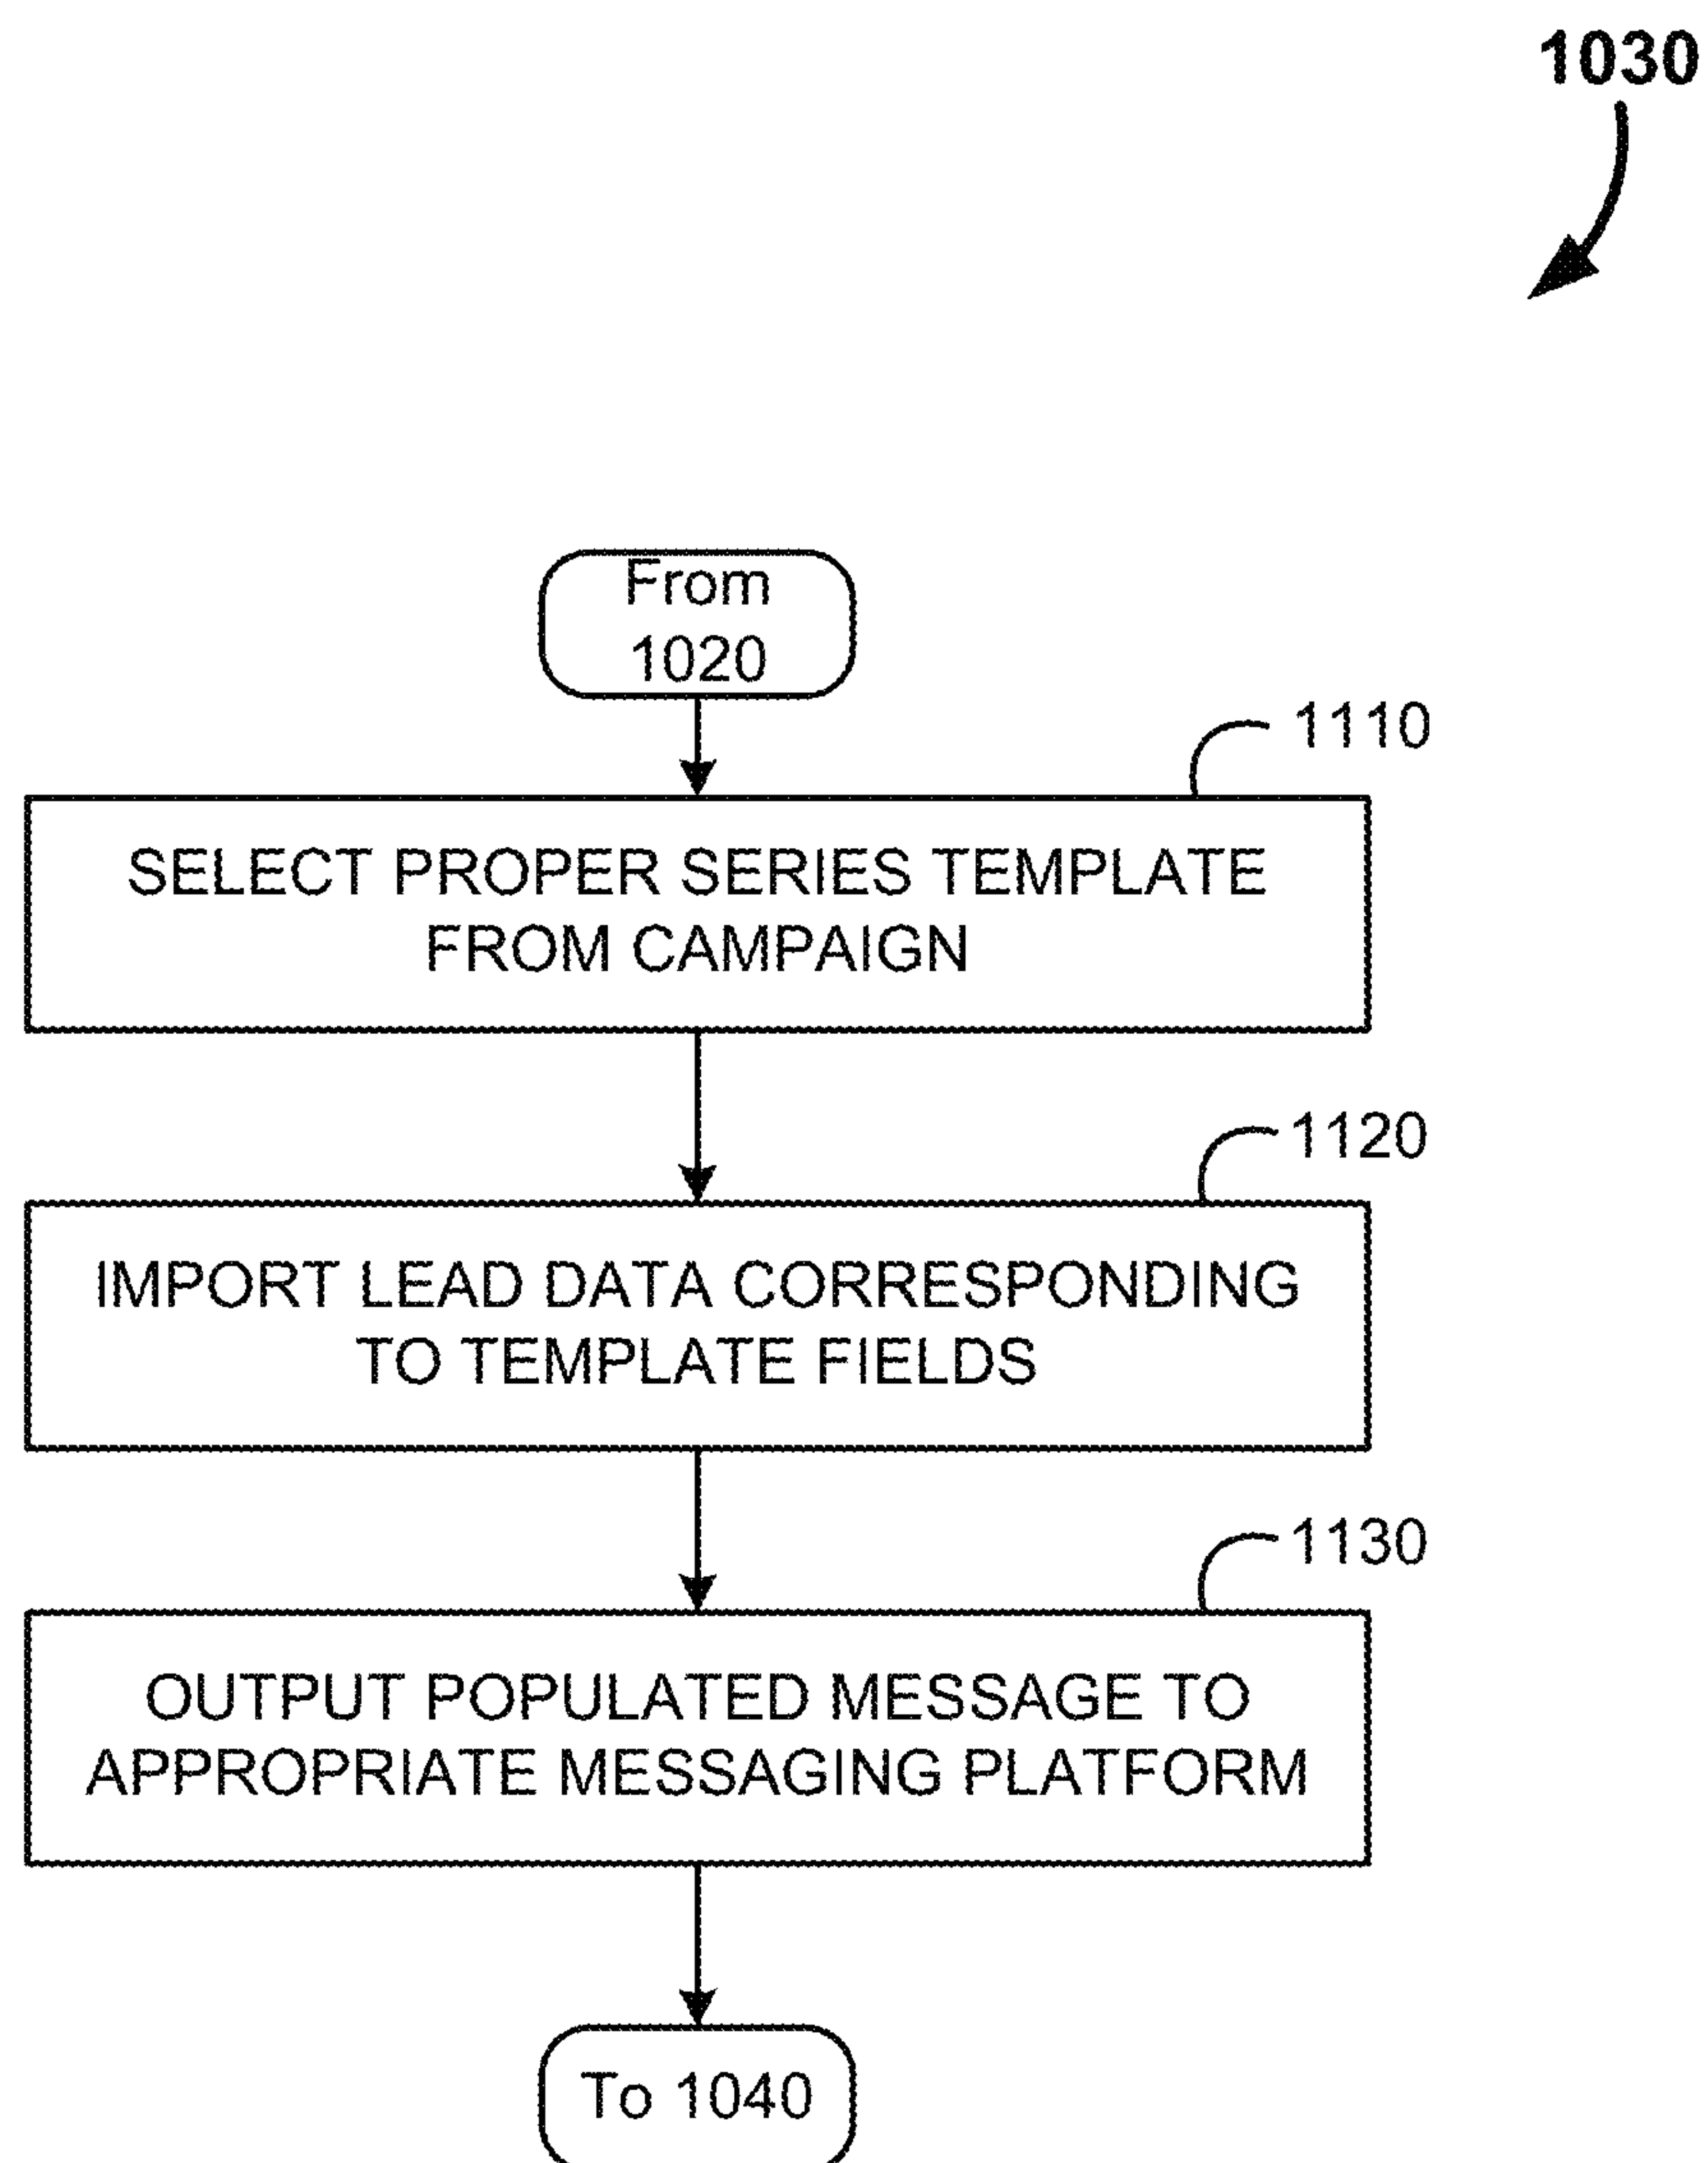 1030
From
1020
1110
SELECT PROPER SERIES TEMPLATE
FROM CAMPAIGN
1120
IMPORT LEAD DATA CORRESPONDING
TO TEMPLATE FIELDS
1130
OUTPUT POPULATED MESSAGE TO
APPROPRIATE MESSAGING PLATFORM
To 1040